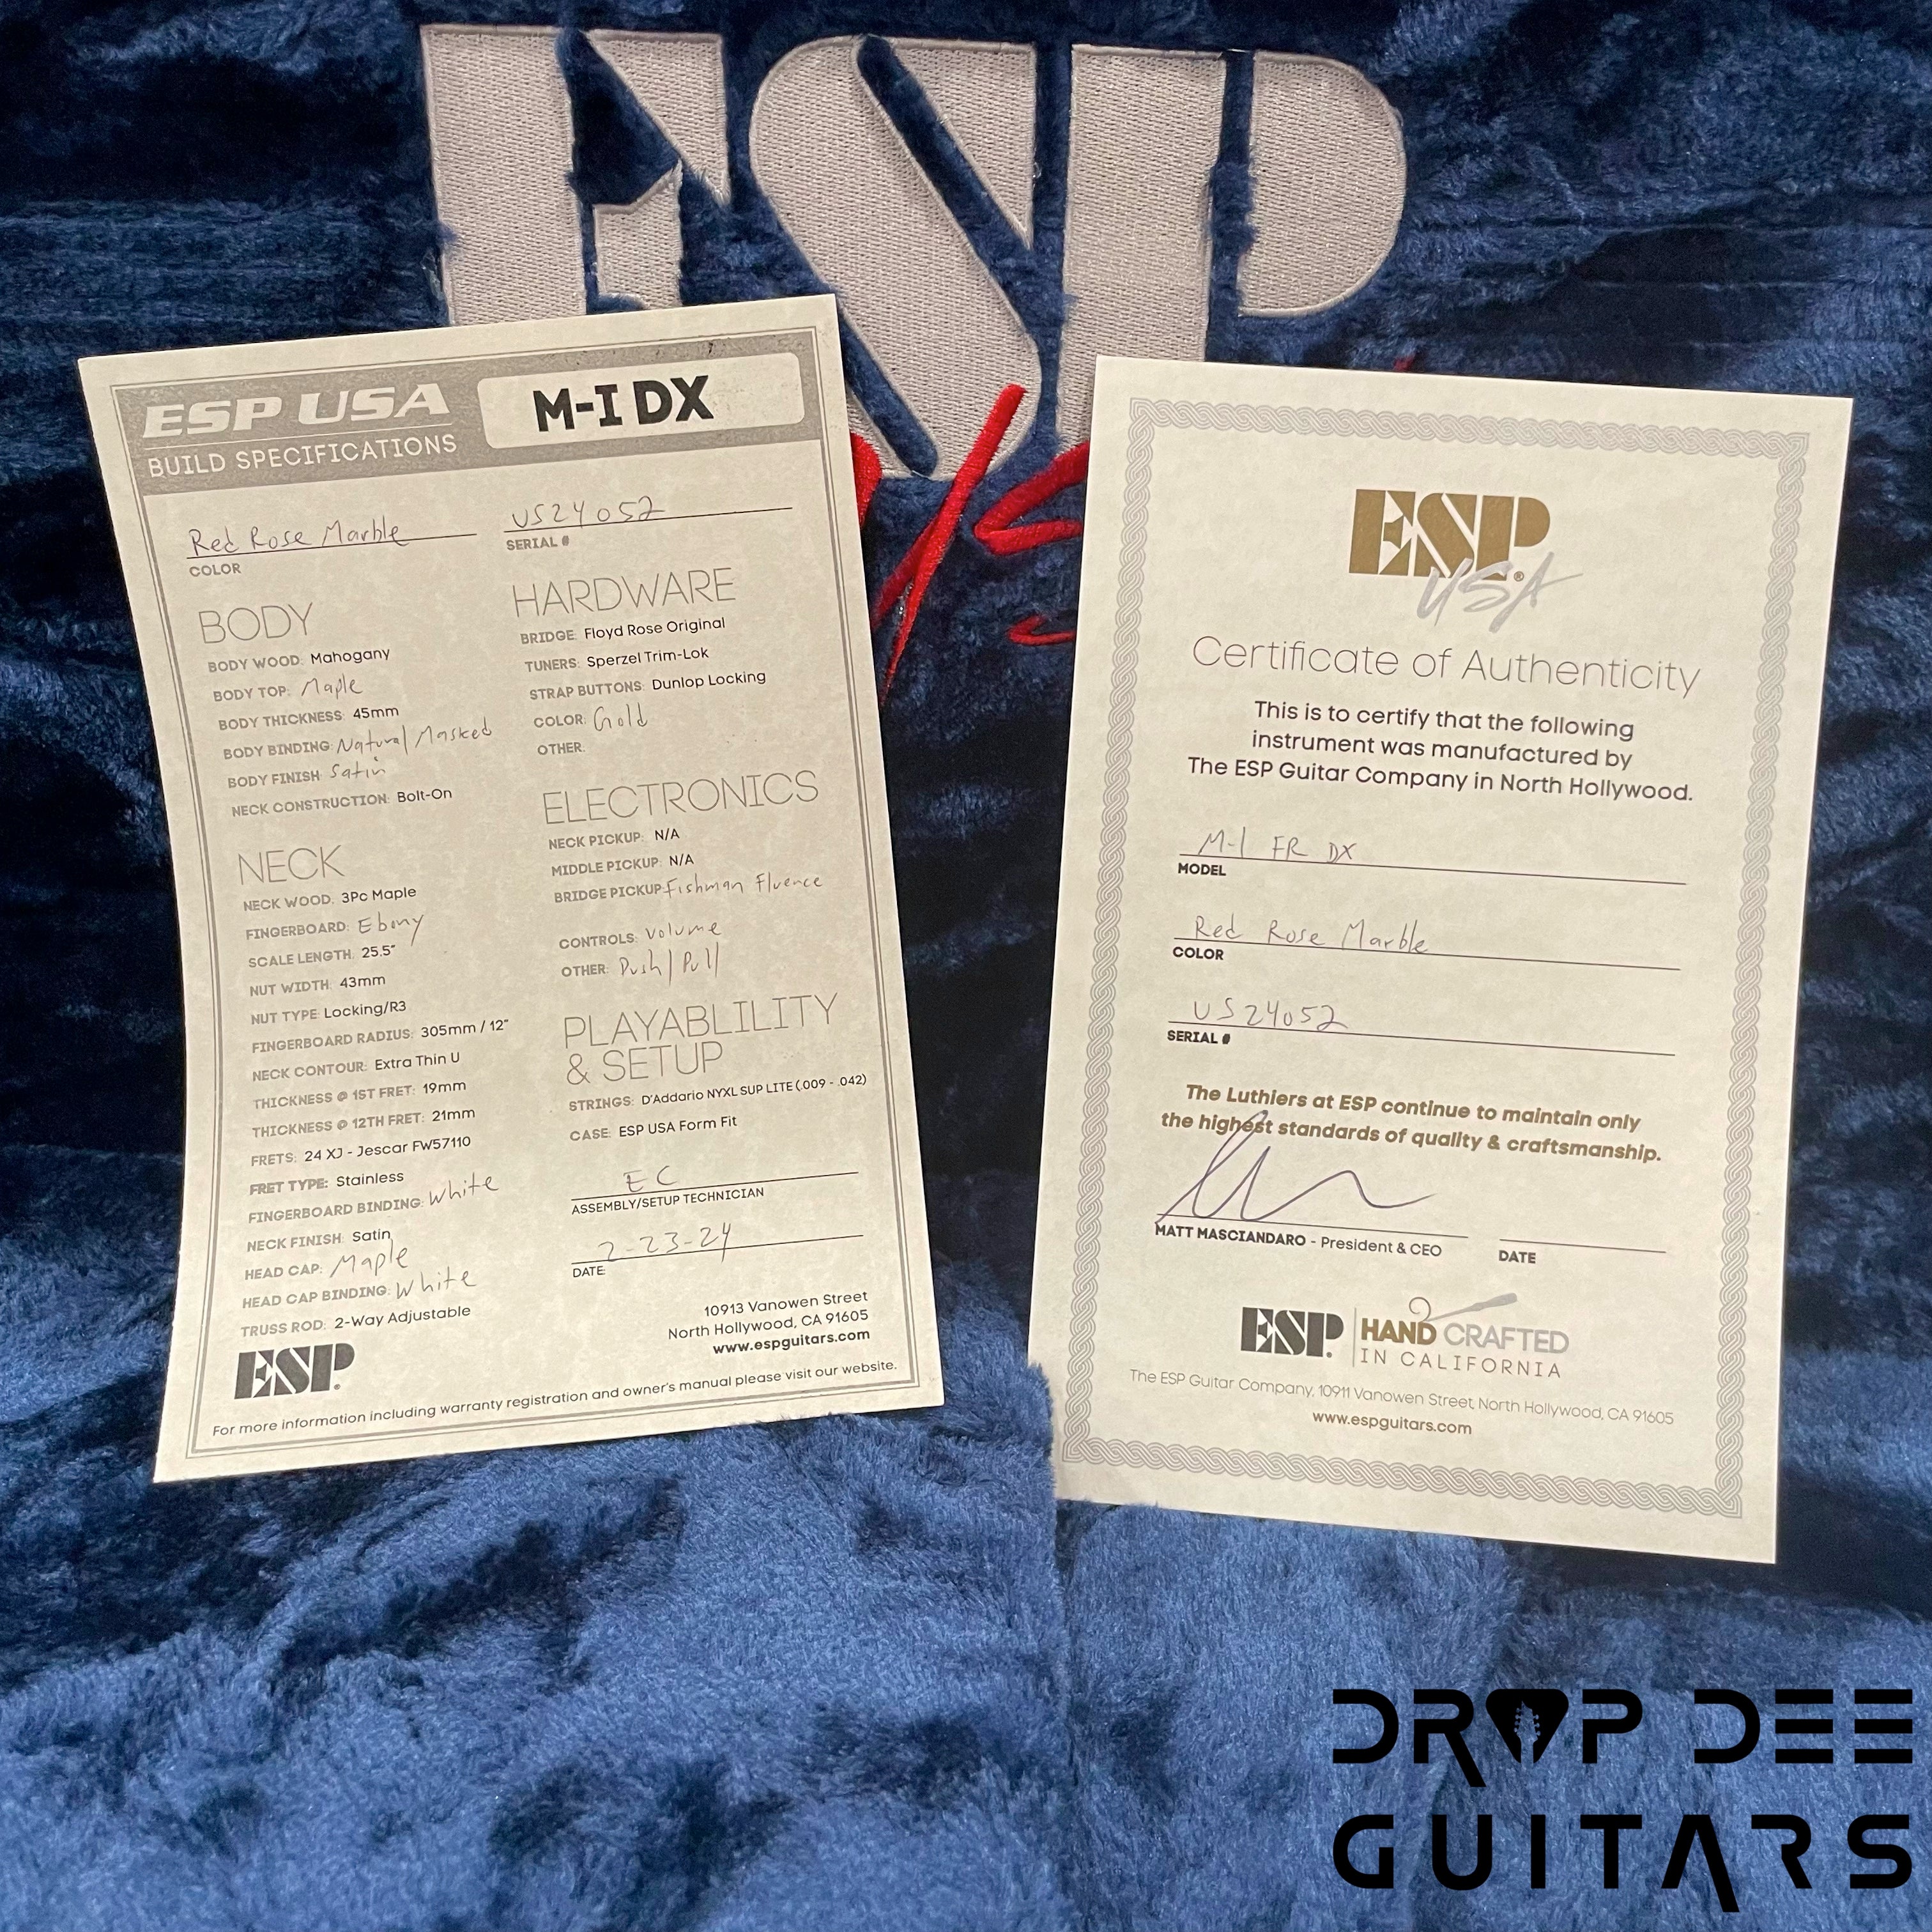 ESP
ESP USA
BUILD SPECIFICATIONS
M-I DX
Red Rose Marble
COLOR
US24052
SERIAL #
BODY
BODY WOOD: Mahogany
BODY TOP: Maple
BODY THICKNESS: 45mm
BODY BINDING: Natural Masked
BODY FINISH: Satin
NECK CONSTRUCTION: Bolt-On
NECK
NECK WOOD: 3Pc Maple
FINGERBOARD: Ebony
SCALE LENGTH: 25.5"
NUT WIDTH: 43mm
NUT TYPE Locking/R3
FINGERBOARD RADIUS: 305mm / 12"
NECK CONTOUR: Extra Thin U
THICKNESS @ 1ST FRET: 19mm
THICKNESS @ 12TH FRET: 21mm
FRETS: 24 XJ - Jescar FW57110
FRET TYPE: Stainless
FINGERBOARD BINDING: White
NECK FINISH: Satin
HEAD CAP: Maple
HEAD CAP BINDING: White
TRUSS ROD: 2-Way Adjustable
HARDWARE
BRIDGE: Floyd Rose Original
TUNERS: Sperzel Trim-Lok
STRAP BUTTONS: Dunlop Locking
COLOR: Gold
OTHER:
ELECTRONICS
NECK PICKUP: N/A
MIDDLE PICKUP: N/A
BRIDGE PICKUP: Fishman Fluence
CONTROLS: Volume
OTHER: Push/Pull
PLAYABLILITY
& SETUP
STRINGS: D'Addario NYXL SUP LITE (.009 - .042)
CASE: ESP USA Form Fit
EC
ASSEMBLY/SETUP TECHNICIAN
2-23-24
DATE
10913 Vanowen Street
North Hollywood, CA 91605
www.espguitars.com
ESP®
For more information including warranty registration and owner's manual please visit our website.
ESP®
USA
Certificate of Authenticity
This is to certify that the following
instrument was manufactured by
The ESP Guitar Company in North Hollywood.
M-I FR DX
MODEL
Red Rose Marble
COLOR
US24052
SERIAL #
The Luthiers at ESP continue to maintain only
the highest standards of quality & craftsmanship.
MATT MASCIANDARO - President & CEO
DATE
ESP® HAND CRAFTED
IN CALIFORNIA
The ESP Guitar Company, 10911 Vanowen Street, North Hollywood, CA 91605
www.espguitars.com
DROP DEE
GUITARS